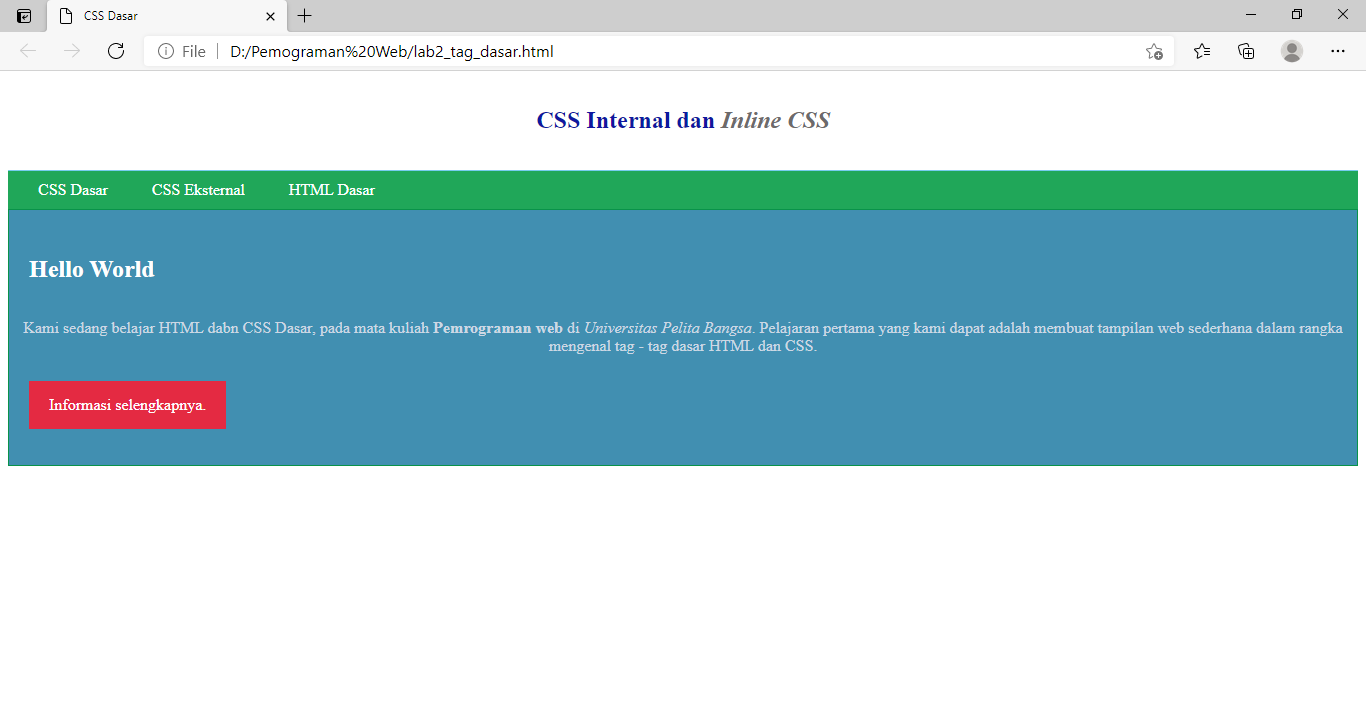 CSS Dasar
File
D:/Pemograman%20Web/lab2_tag_dasar.html
CSS Internal dan Inline CSS
CSS Dasar CSS Eksternal HTML Dasar
Hello World
Kami sedang belajar HTML dabn CSS Dasar, pada mata kuliah Pemrograman web di Universitas Pelita Bangsa. Pelajaran pertama yang kami dapat adalah membuat tampilan web sederhana dalam rangka
mengenal tag - tag dasar HTML dan CSS.
Informasi selengkapnya.